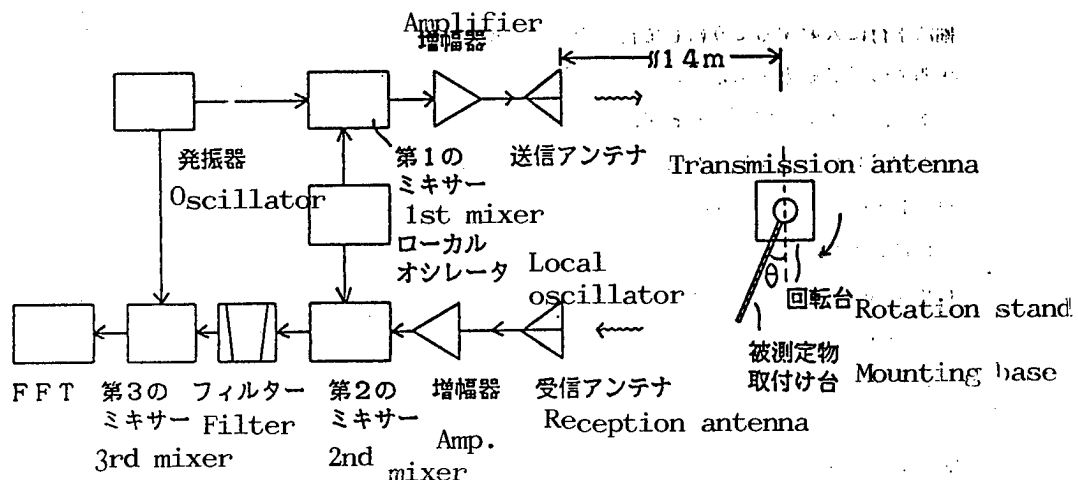 Amplifier
増幅器
14m
発振器
Oscillator
第1の
ミキサー
1st mixer
送信アンテナ
Transmission antenna
ローカル
オシレータ
Local
oscillator
θ
回転台
Rotation stand
被測定物
取付け台
Mounting base
FFT
第3の
ミキサー
3rd mixer
フィルター
Filter
第2の
ミキサー
2nd
mixer
増幅器
Amp.
受信アンテナ
Reception antenna